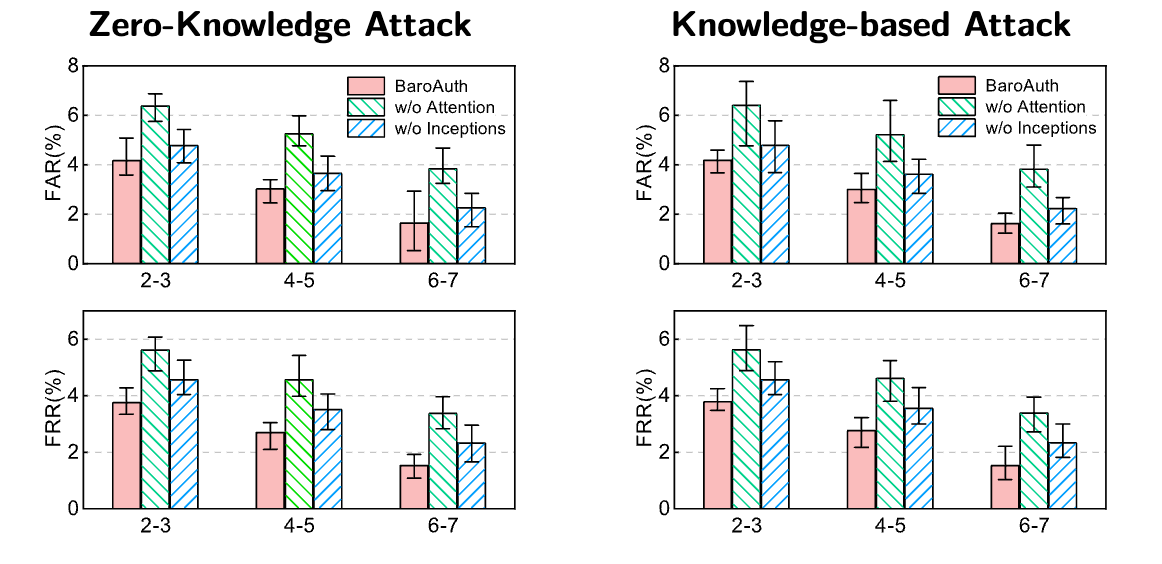 Zero-Knowledge Attack
FAR(%)
8
6
4
2
0
BaroAuth
w/o Attention
w/o Inceptions
2-3
4-5
6-7
FRR(%)
6
4
2
0
2-3
4-5
6-7
Knowledge-based Attack
FAR(%)
8
6
4
2
0
BaroAuth
w/o Attention
w/o Inceptions
2-3
4-5
6-7
FRR(%)
6
4
2
0
2-3
4-5
6-7